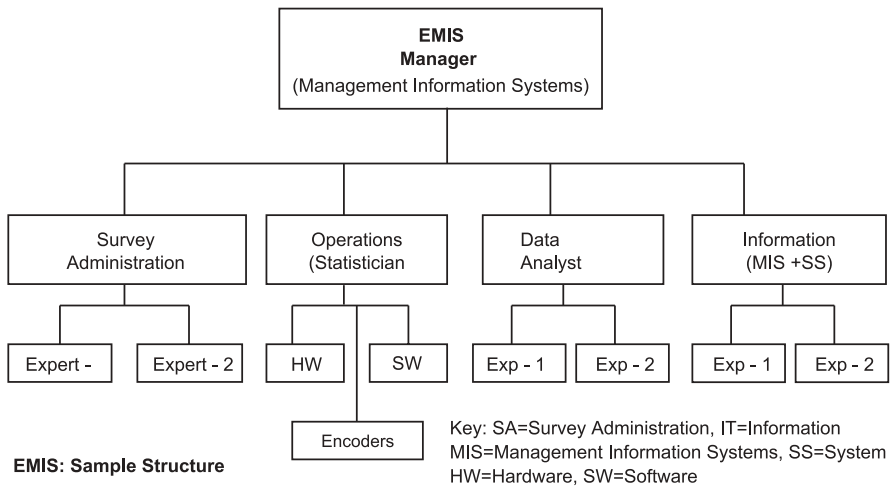 EMIS
Manager
(Management Information Systems)
Survey
Administration
Operations
(Statistician
Data
Analyst
Information
(MIS +SS)
Expert -
Expert - 2
HW
SW
Exp - 1
Exp - 2
Exp - 1
Exp - 2
Encoders
Key: SA=Survey Administration, IT=Information
MIS=Management Information Systems, SS=System
HW=Hardware, SW=Software
EMIS: Sample Structure